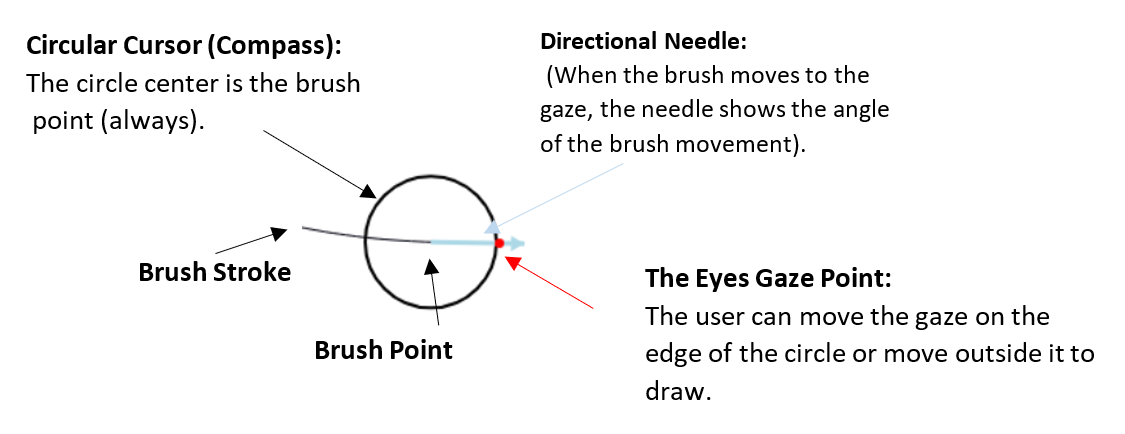 Circular Cursor (Compass):
The circle center is the brush
point (always).
Directional Needle:
(When the brush moves to the
gaze, the needle shows the angle
of the brush movement).
Brush Stroke
Brush Point
The Eyes Gaze Point:
The user can move the gaze on the
edge of the circle or move outside it to
draw.